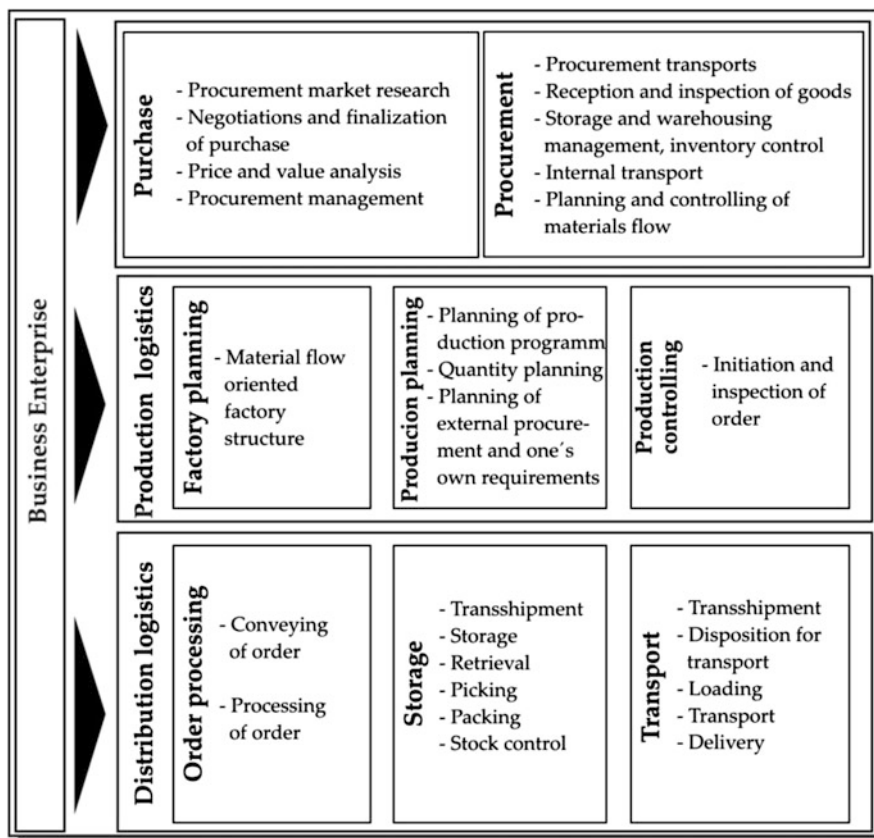 Business Enterprise
Purchase
- Procurement market research
- Negotiations and finalization
of purchase
- Price and value analysis
- Procurement management
Procurement
- Procurement transports
- Reception and inspection of goods
- Storage and warehousing
management, inventory control
- Internal transport
- Planning and controlling of
materials flow
Production logistics
Factory planning
- Material flow
oriented
factory
structure
Producion planning
- Planning of pro-
duction programm
- Quantity planning
- Planning of
external procure-
ment and one´s
own requirements
Production
controlling
- Initiation and
inspection of
order
Distribution logistics
Order processing
- Conveying
of order
- Processing
of order
Storage
- Transshipment
- Storage
- Retrieval
- Picking
- Packing
- Stock control
Transport
- Transshipment
- Disposition for
transport
- Loading
- Transport
- Delivery